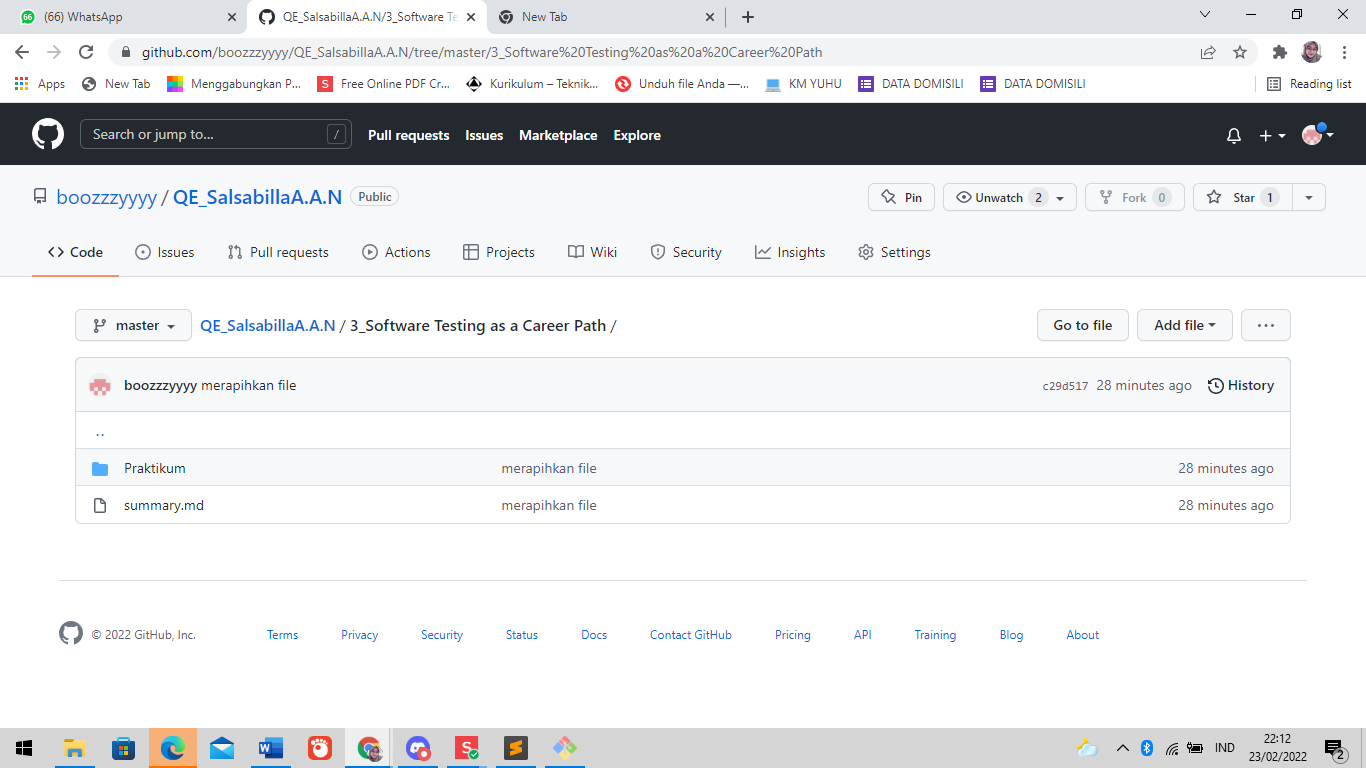 (66) WhatsApp
QE_SalsabillaA.A.N/3_Software Te
New Tab
github.com/boozzzyyyy/QE_SalsabillaA.A.N/tree/master/3_Software%20Testing%20as%20a%20Career%20Path
Apps New Tab Menggabungkan P... Free Online PDF Cr... Kurikulum – Teknik... Unduh file Anda —... KM YUHU DATA DOMISILI DATA DOMISILI Reading list
Search or jump to... / Pull requests Issues Marketplace Explore
boozzzyyyy / QE_SalsabillaA.A.N Public Pin Unwatch 2 Fork 0 Star 1
Code Issues Pull requests Actions Projects Wiki Security Insights Settings
master QE_SalsabillaA.A.N / 3_Software Testing as a Career Path / Go to file Add file ...
boozzzyyyy merapihkan file c29d517 28 minutes ago History
..
Praktikum merapihkan file 28 minutes ago
summary.md merapihkan file 28 minutes ago
© 2022 GitHub, Inc. Terms Privacy Security Status Docs Contact GitHub Pricing API Training Blog About
IND 22:12
23/02/2022 2